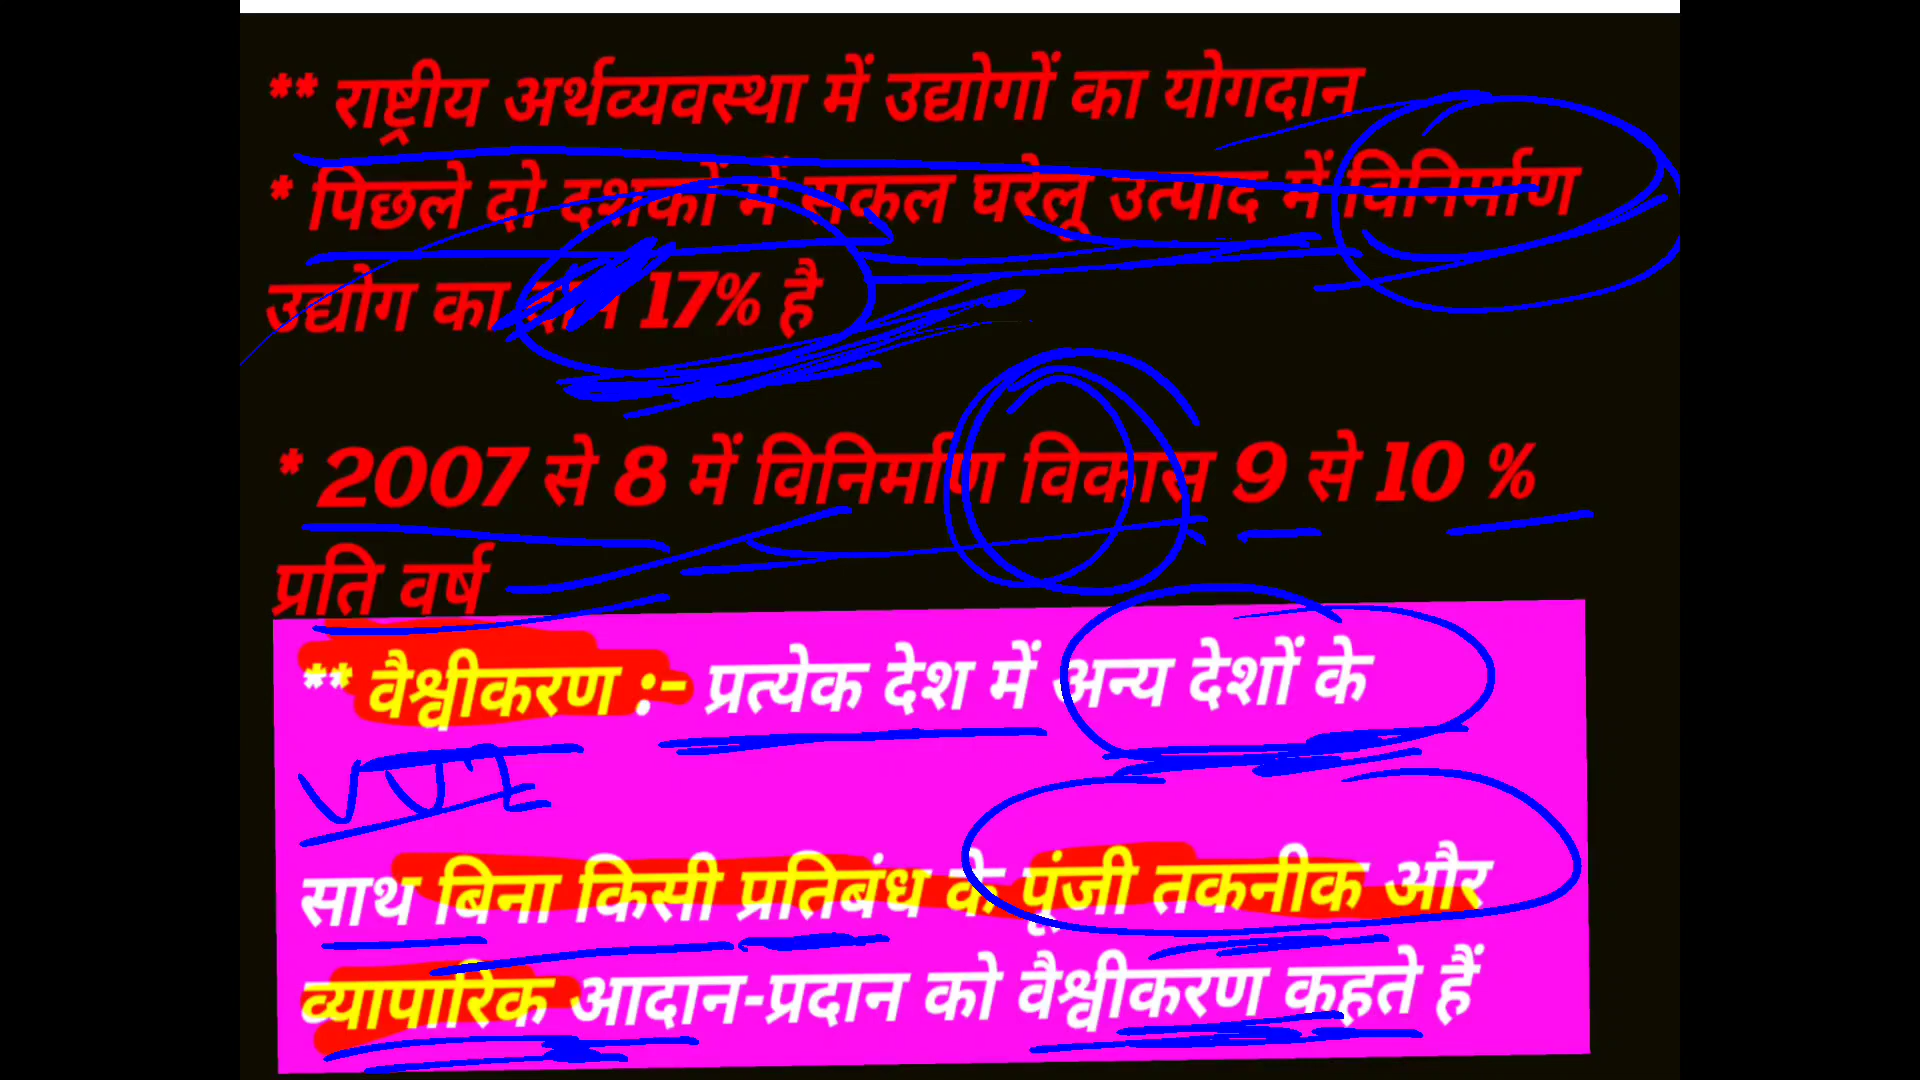 ** राष्ट्रीय अर्थव्यवस्था में उद्योगों का योगदान
* पिछले दो दशकों में सकल घरेलू उत्पाद में विनिर्माण
उद्योग का 17% है
* 2007 से 8 में विनिर्माण विकास 9 से 10 %
प्रति वर्ष
** वैश्वीकरण :- प्रत्येक देश में अन्य देशों के
साथ बिना किसी प्रतिबंध के पूंजी तकनीक और
व्यापारिक आदान-प्रदान को वैश्वीकरण कहते हैं